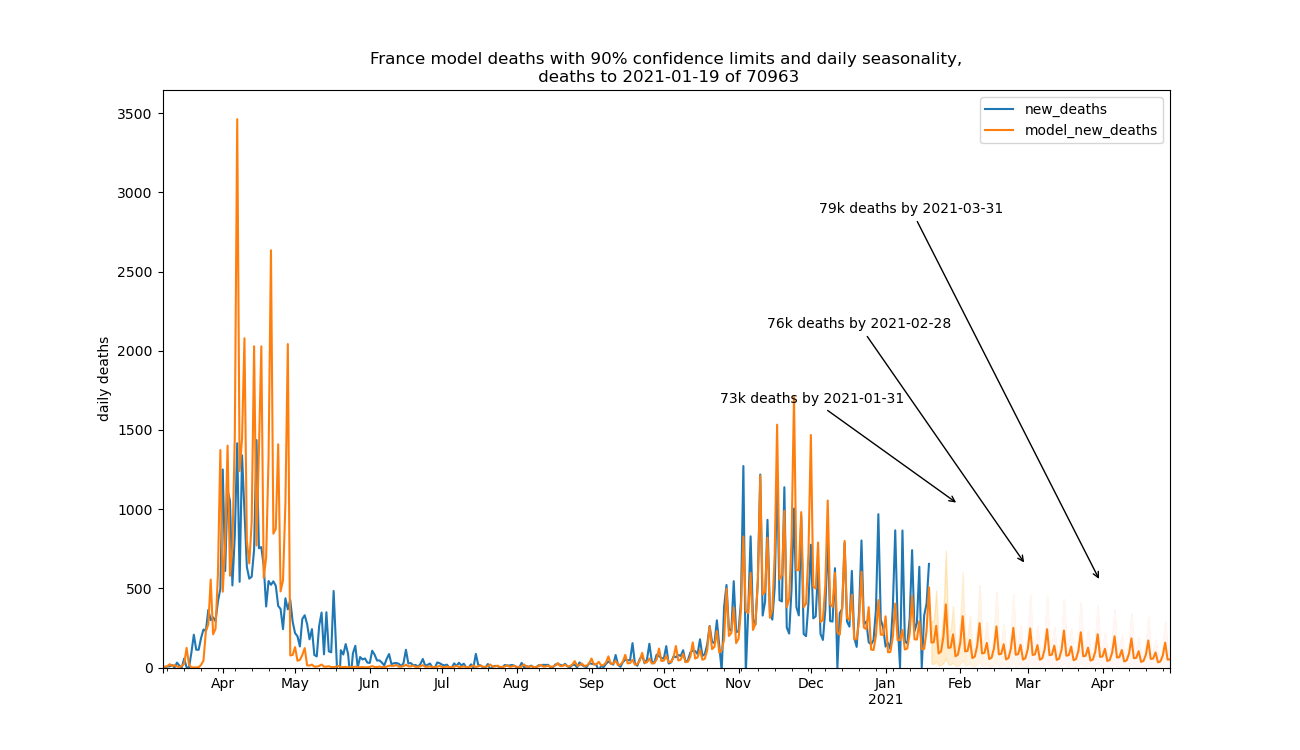 France model deaths with 90% confidence limits and daily seasonality,
deaths to 2021-01-19 of 70963
new_deaths
model_new_deaths
3500
3000
2500
2000
1500
1000
500
0
daily deaths
79k deaths by 2021-03-31
76k deaths by 2021-02-28
73k deaths by 2021-01-31
Apr May Jun Jul Aug Sep Oct Nov Dec Jan Feb Mar Apr
2021